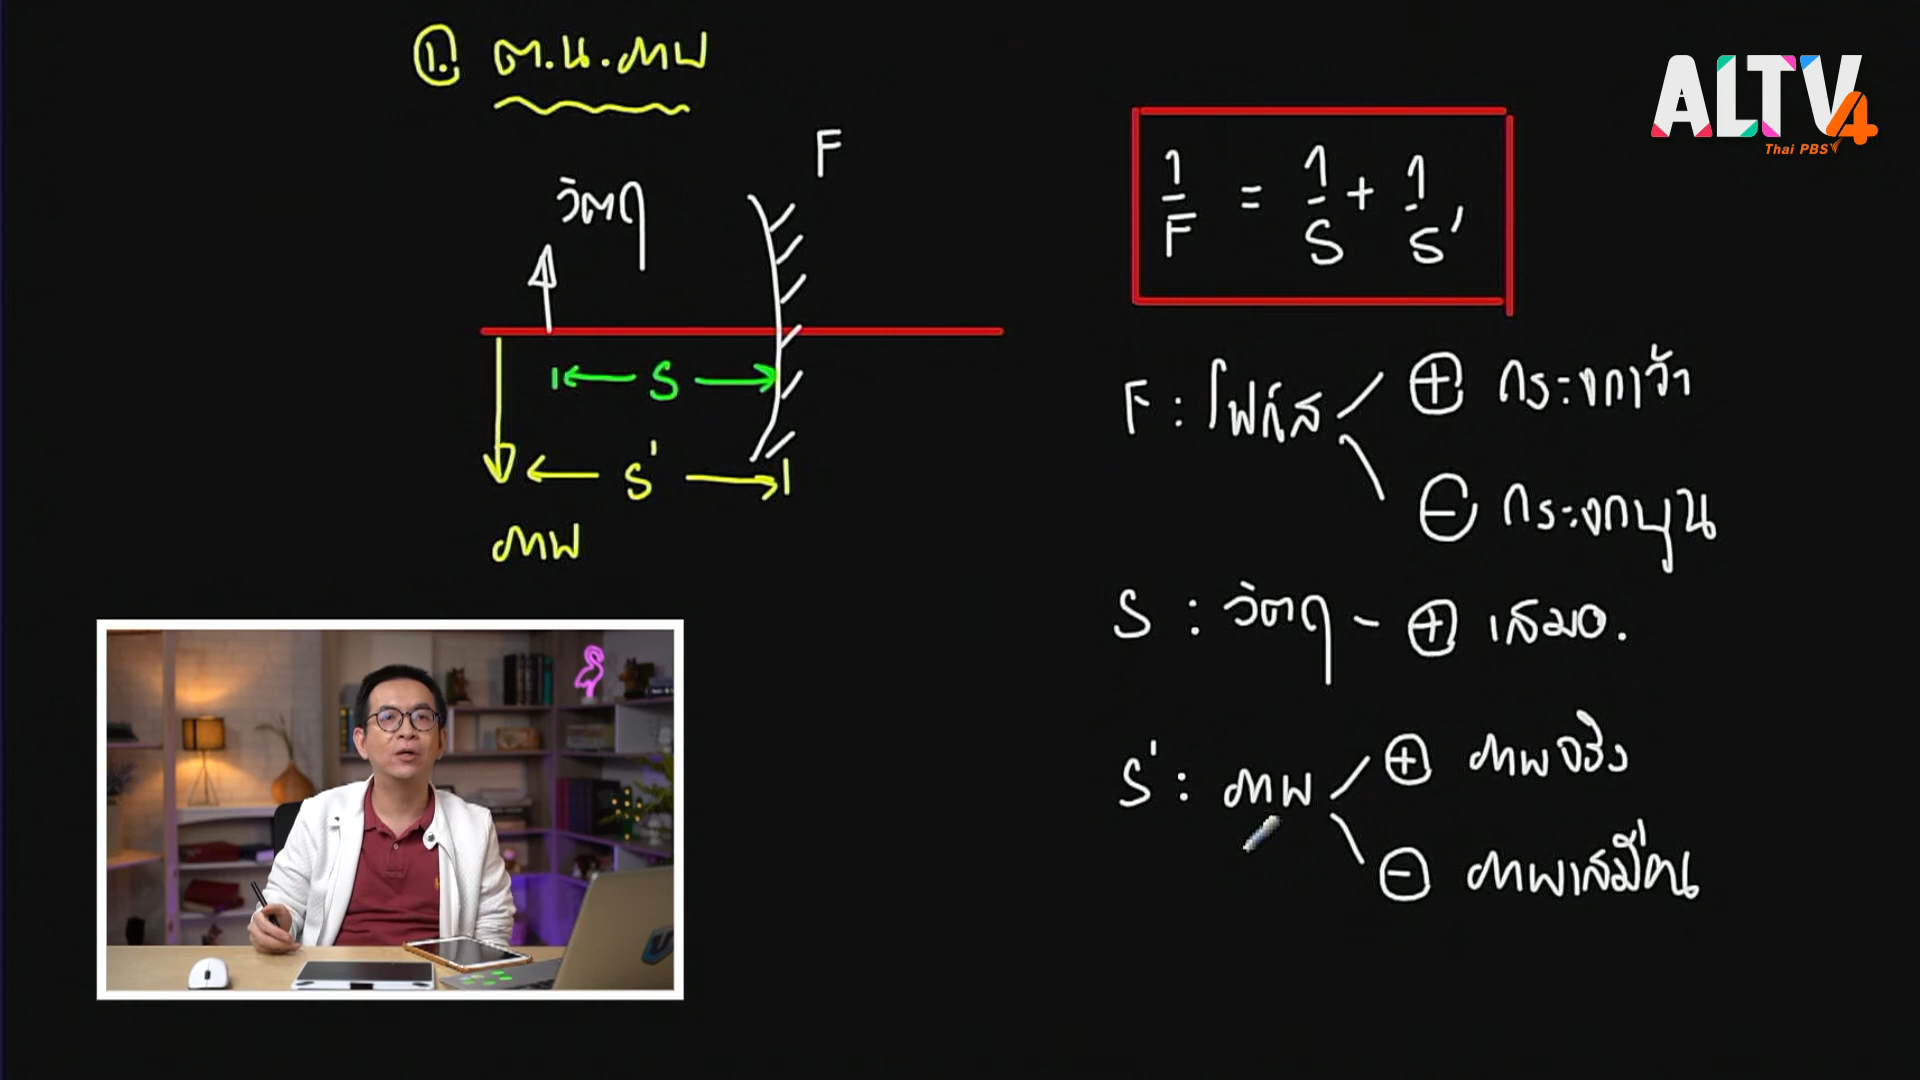 1. ต.น.ภาพ
F
วัตถุ
S
S'
ภาพ
ALTV4
Thai PBS
1/F = 1/S + 1/S'
F : โฟกัส
+ กระจกเว้า
- กระจกนูน
S : วัตถุ - + เสมอ.
S' : ภาพ
+ ภาพจริง
- ภาพเสมือน